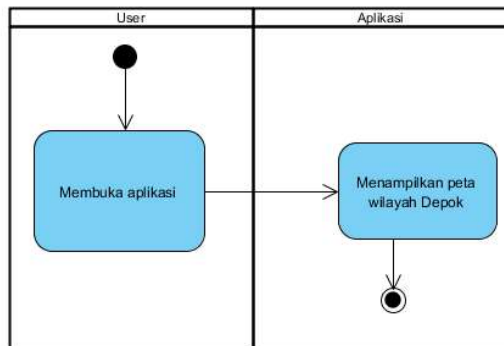 User
Aplikasi
Membuka aplikasi
Menampilkan peta
wilayah Depok